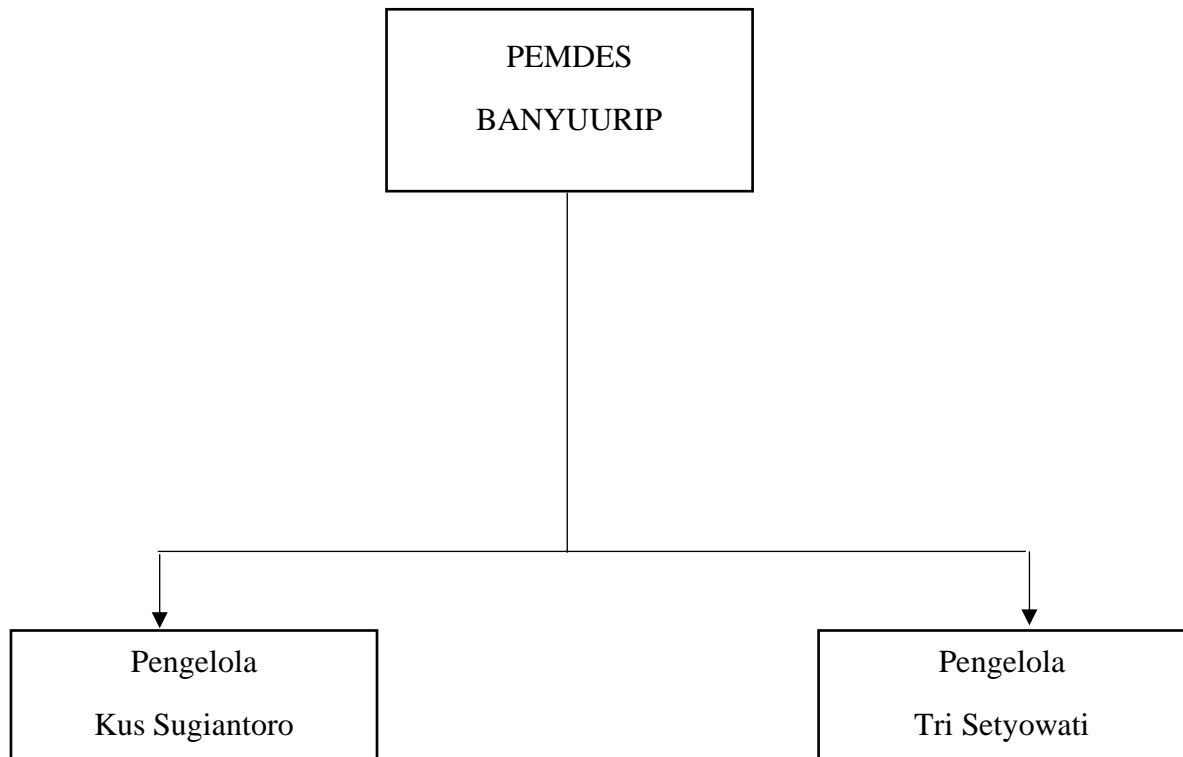 PEMDES
BANYUURIP
Pengelola
Kus Sugiantoro
Pengelola
Tri Setyowati